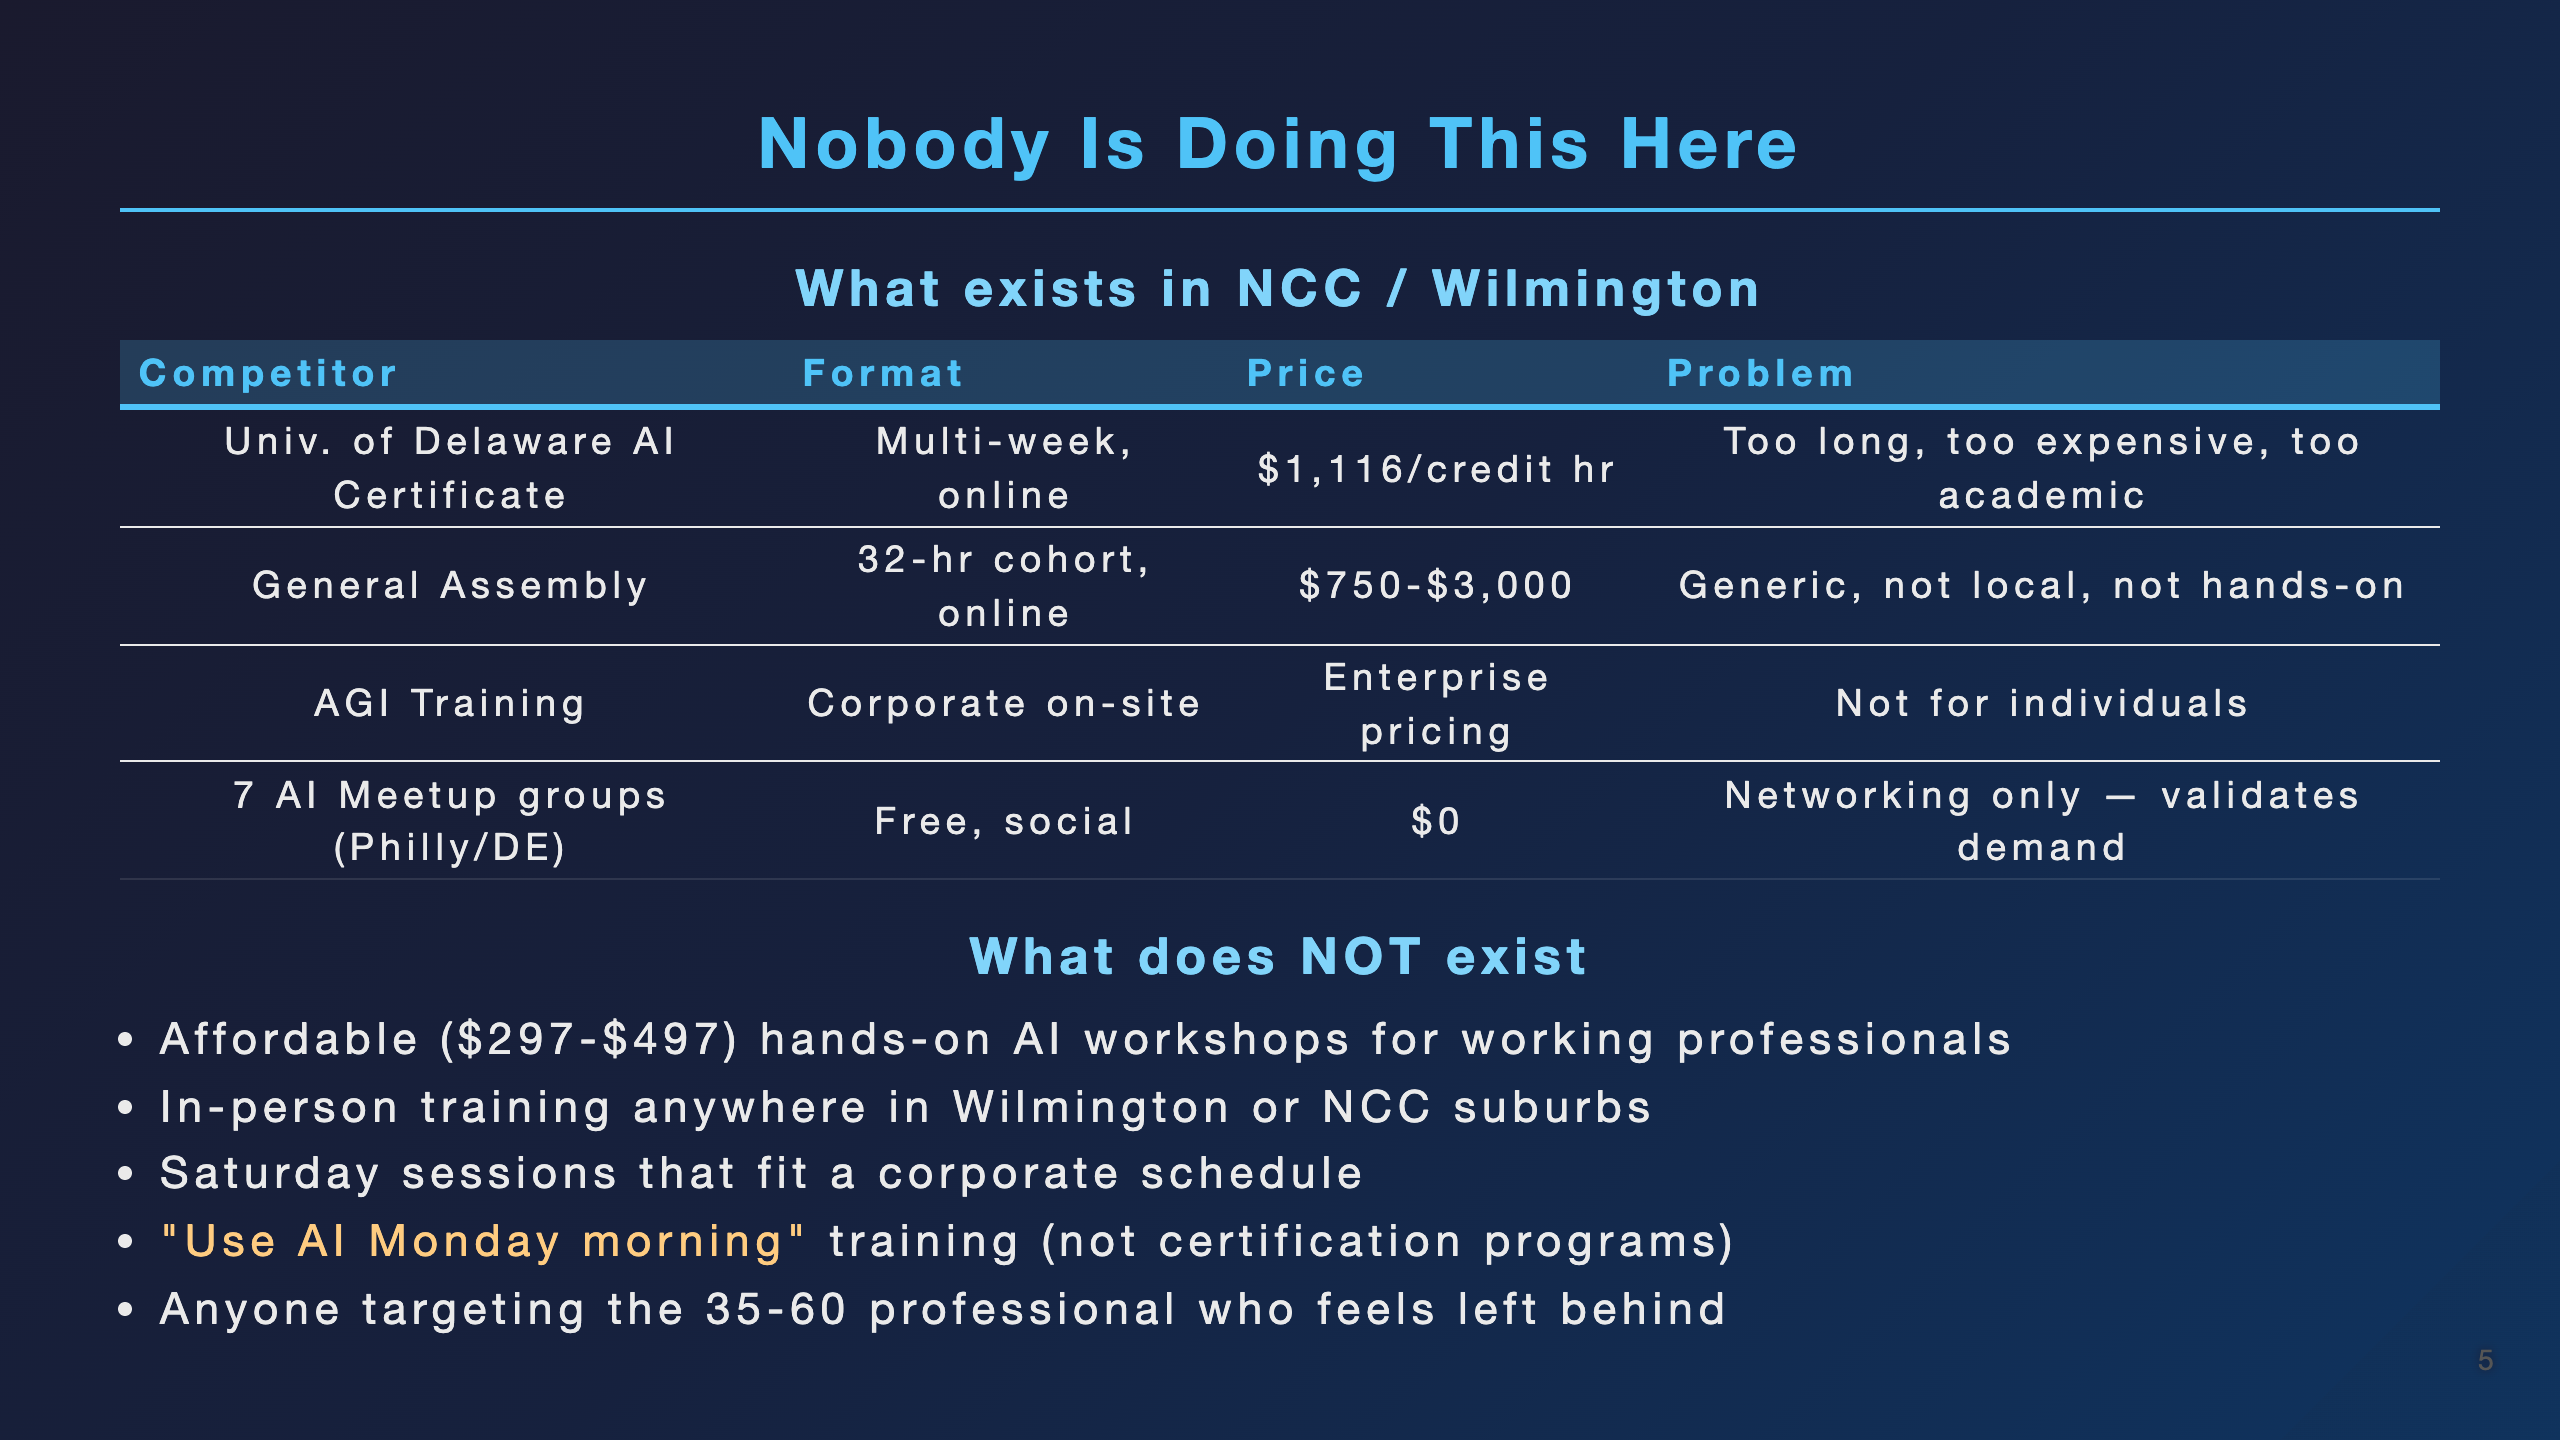 Nobody Is Doing This Here
What exists in NCC / Wilmington
Competitor Format Price Problem
Univ. of Delaware AI Certificate Multi-week, online $1,116/credit hr Too long, too expensive, too academic
General Assembly 32-hr cohort, online $750-$3,000 Generic, not local, not hands-on
AGI Training Corporate on-site Enterprise pricing Not for individuals
7 AI Meetup groups (Philly/DE) Free, social $0 Networking only — validates demand
What does NOT exist
• Affordable ($297-$497) hands-on AI workshops for working professionals
• In-person training anywhere in Wilmington or NCC suburbs
• Saturday sessions that fit a corporate schedule
• "Use AI Monday morning" training (not certification programs)
• Anyone targeting the 35-60 professional who feels left behind
5